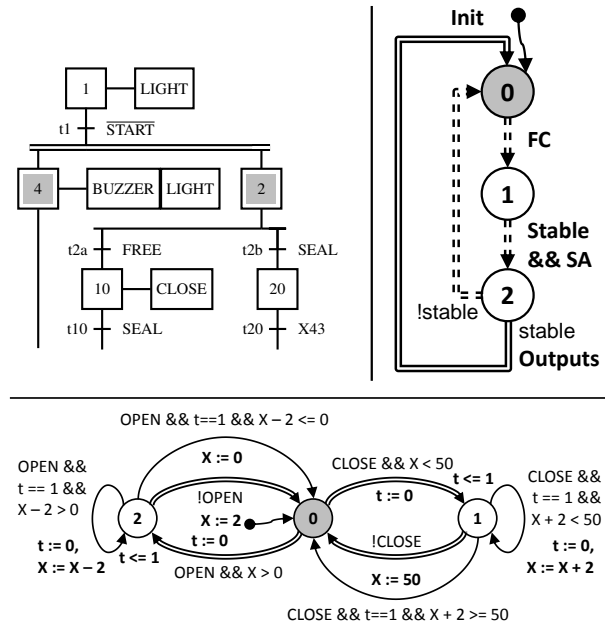 1
LIGHT
t1
START
4
BUZZER
LIGHT
2
t2a
FREE
t2b
SEAL
10
CLOSE
20
t10
SEAL
t20
X43
Init
0
FC
1
Stable
&& SA
2
!stable
stable
Outputs
OPEN && t==1 && X – 2 <= 0
X := 0
OPEN &&
t == 1 &&
X – 2 > 0
t := 0,
X := X – 2
2
t <= 1
!OPEN
X := 2
t := 0
OPEN && X > 0
0
CLOSE && X < 50
t := 0
t <= 1
!CLOSE
X := 50
1
CLOSE &&
t == 1 &&
X + 2 < 50
t := 0,
X := X + 2
CLOSE && t==1 && X + 2 >= 50